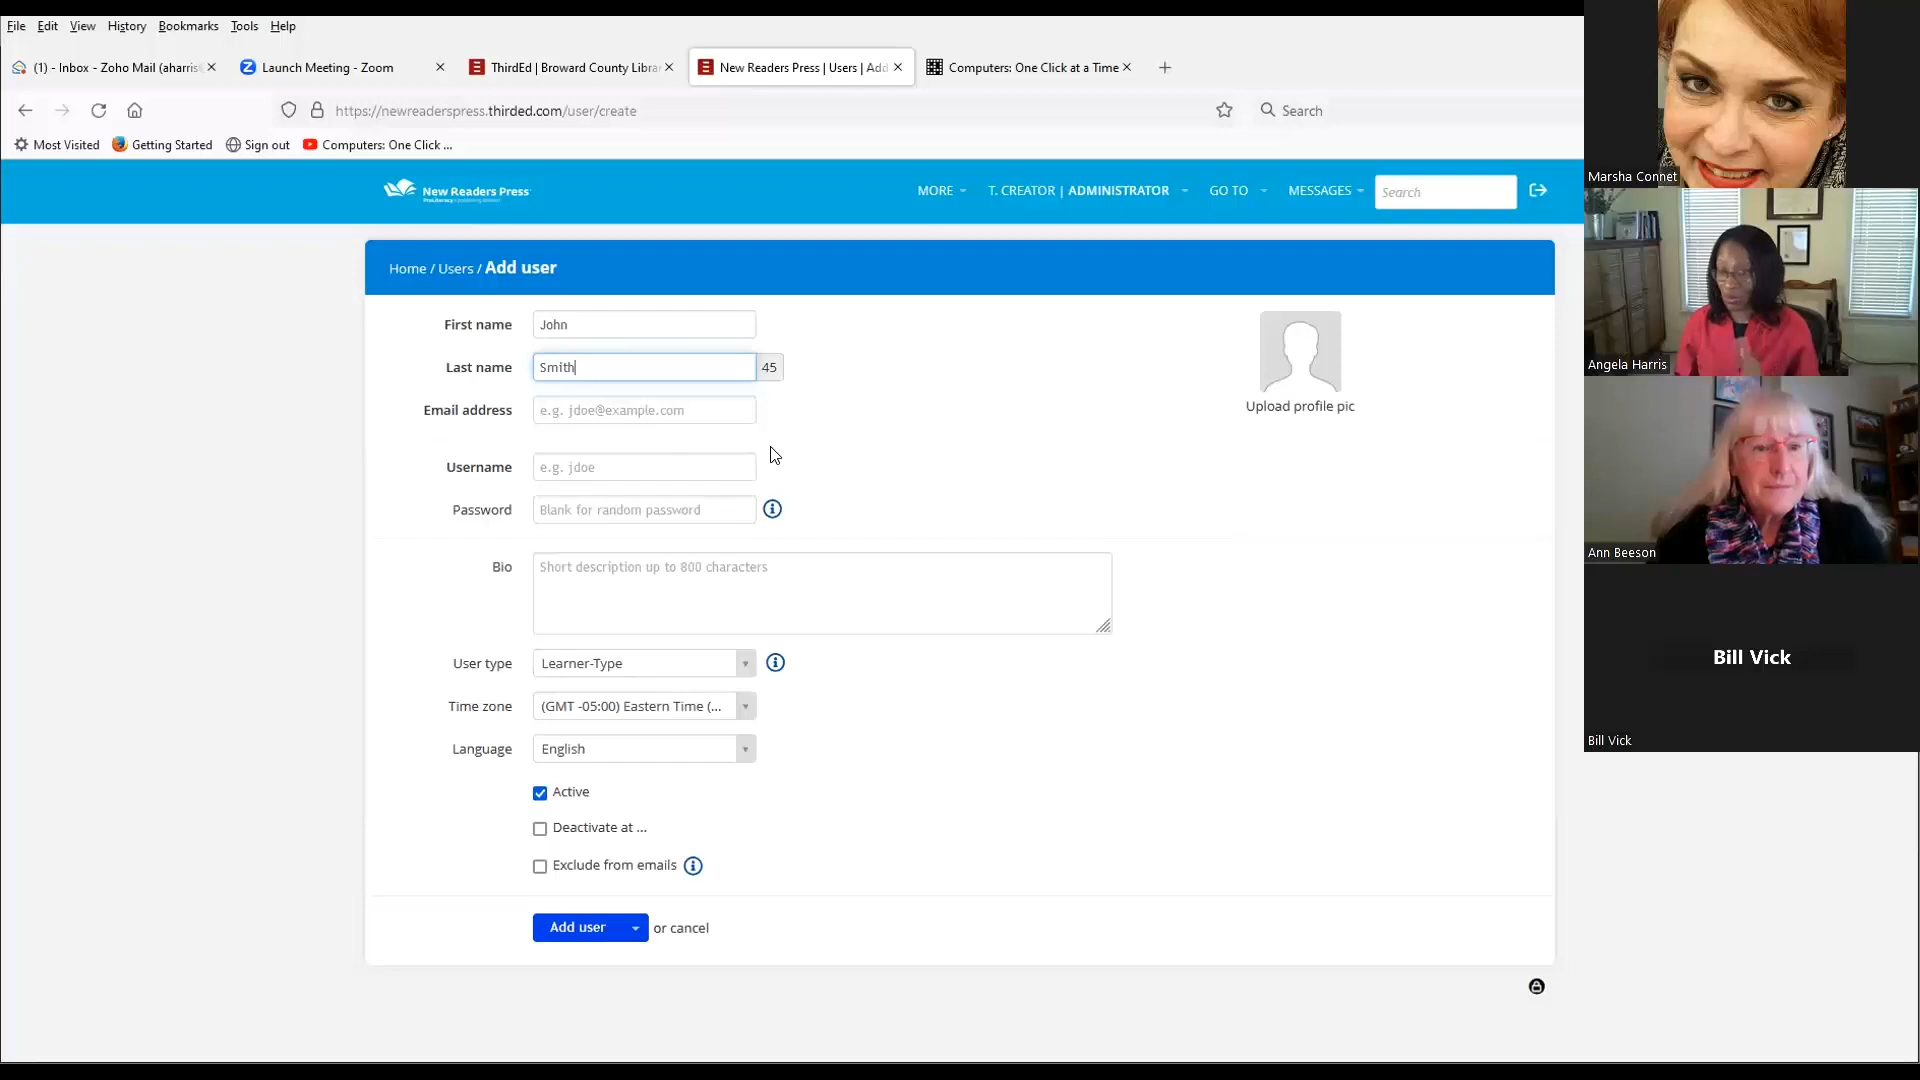 File Edit View History Bookmarks Tools Help
(1) - Inbox - Zoho Mail (aharris
Launch Meeting - Zoom
ThirdEd | Broward County Librar
New Readers Press | Users | Add
Computers: One Click at a Time
https://newreaderspress.thirded.com/user/create
Search
Most Visited Getting Started Sign out Computers: One Click ...
New Readers Press
MORE T. CREATOR | ADMINISTRATOR GO TO MESSAGES Search
Home / Users / Add user
First name John
Last name Smith 45
Email address e.g. jdoe@example.com
Upload profile pic
Username e.g. jdoe
Password Blank for random password
Bio Short description up to 800 characters
User type Learner-Type
Time zone (GMT -05:00) Eastern Time (...
Language English
Active
Deactivate at ...
Exclude from emails
Add user or cancel
Marsha Connet
Angela Harris
Ann Beeson
Bill Vick
Bill Vick